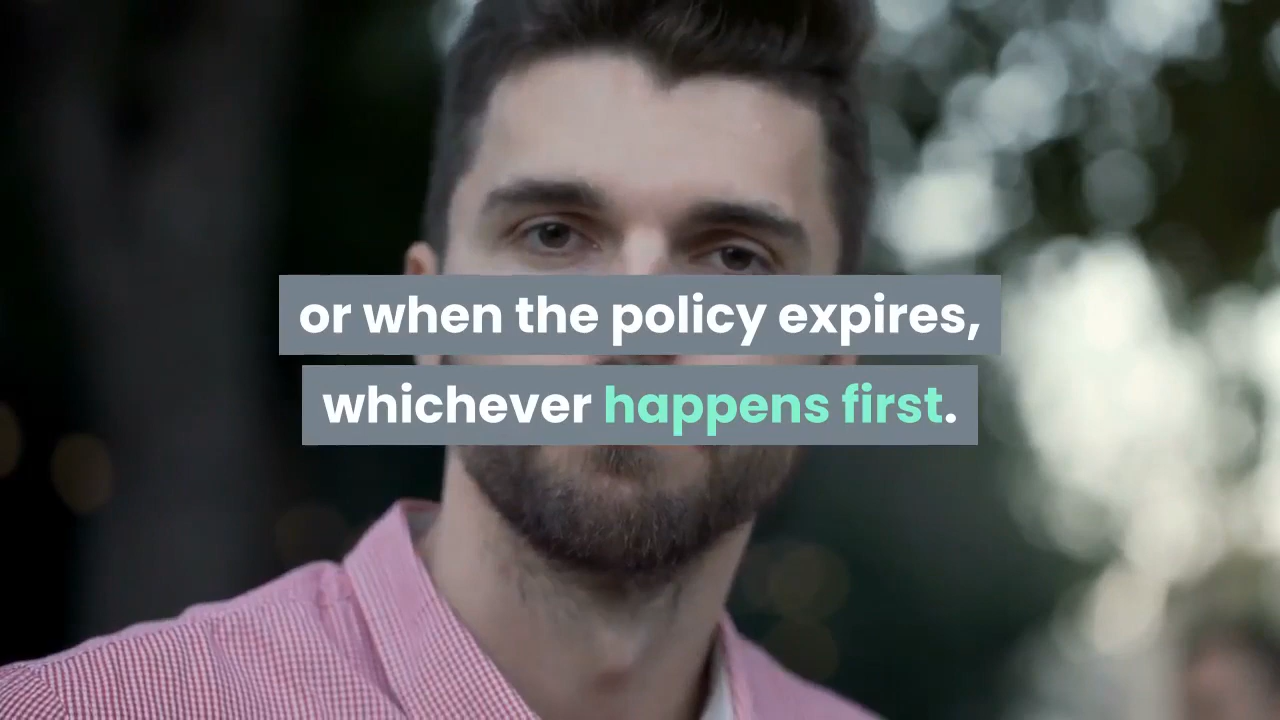 or when the policy expires,
whichever happens first.